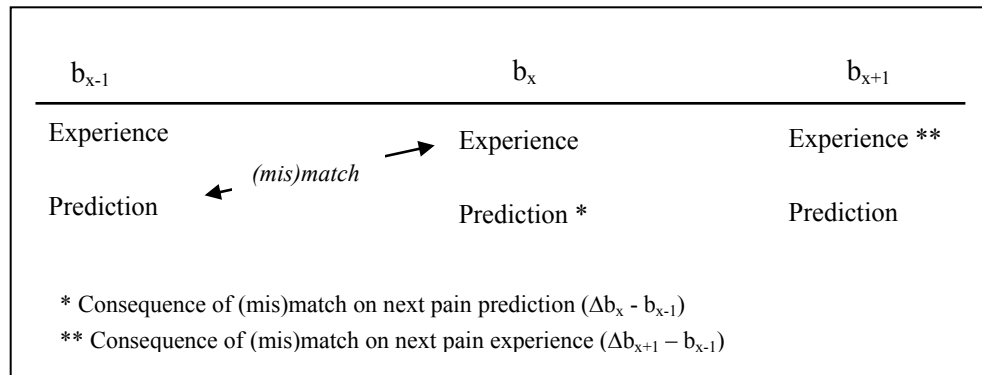 b_{x-1} b_x b_{x+1}
Experience Experience Experience **
(mis)match
Prediction Prediction * Prediction
* Consequence of (mis)match on next pain prediction (Δb_x - b_{x-1})
** Consequence of (mis)match on next pain experience (Δb_{x+1} – b_{x-1})